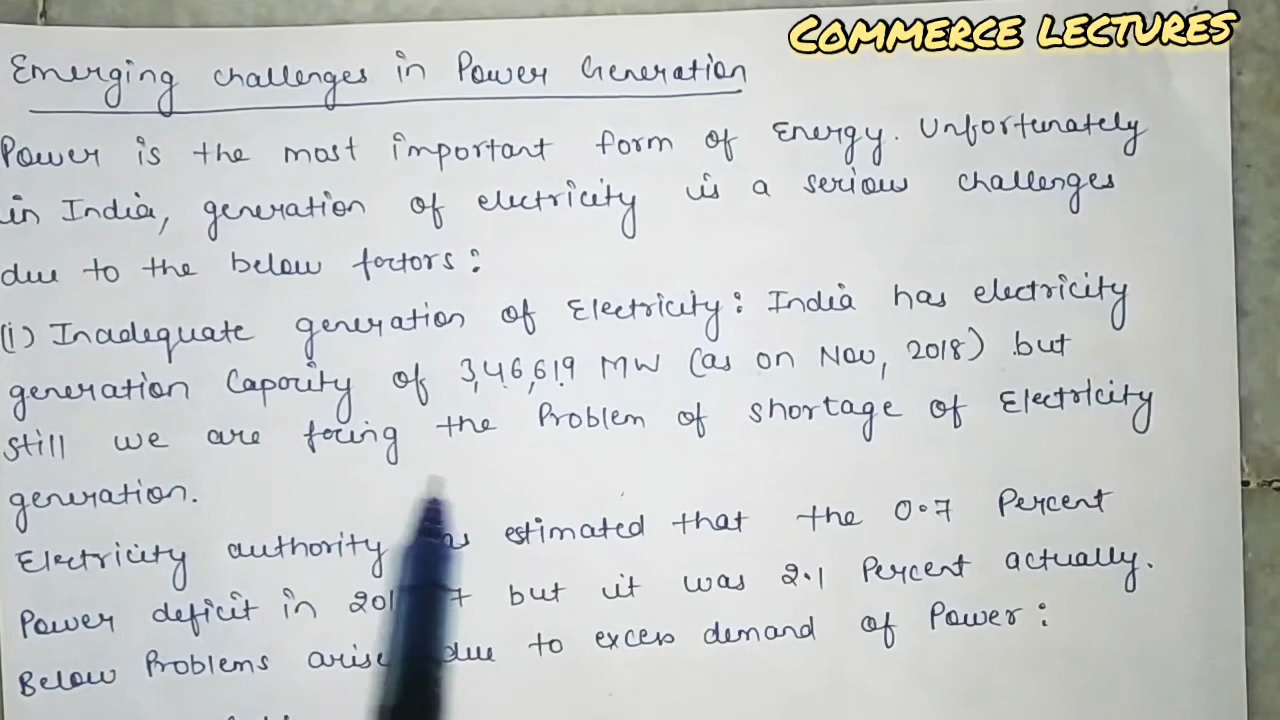 COMMERCE LECTURES
Emerging challenges in Power Generation
Power is the most important form of Energy. Unfortunately
in India, generation of electricity is a serious challenges
due to the below factors:
(i) Inadequate generation of Electricity: India has electricity
generation Capacity of 3,46,619 MW (as on Nov, 2018) but
still we are facing the Problem of shortage of Electricity
generation.
Electricity authority estimated that the 0.7 Percent
Power deficit in but it was 2.1 Percent actually.
Below Problems arise due to excess demand of Power: